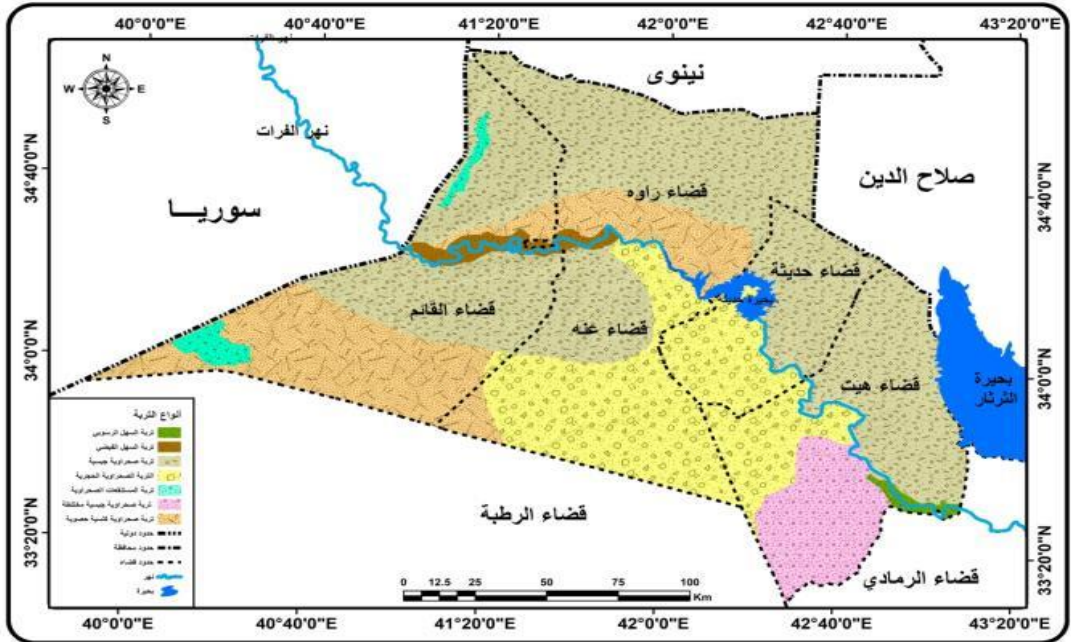 40°0'0"E 40°40'0"E 41°20'0"E 42°0'0"E 42°40'0"E 43°20'0"E
N
W E
S
نهر الفرات
نينوى
نهر الفرات
صلاح الدين
34°40'0"N
34°40'0"N
سوريـــا
قضاء راوه
قضاء حديثة
بحيرة حديثة
قضاء القائم
قضاء عنه
34°0'0"N
34°0'0"N
قضاء هيت
بحيرة
الثرثار
انواع التربة
تربة السهل الرسوبي
تربة السهل الفيضي
تربة صحراوية جبسية
التربة الصحراوية الحجرية
تربة المستنقعات الصحراوية
تربة صحراوية جبسية مختلطة
تربة صحراوية كلسية حصوية
حدود دولية
حدود محافظة
حدود قضاء
نهر
بحيرة
قضاء الرطبة
قضاء الرمادي
33°20'0"N
33°20'0"N
0 12.5 25 50 75 100
Km
40°0'0"E 40°40'0"E 41°20'0"E 42°0'0"E 42°40'0"E 43°20'0"E